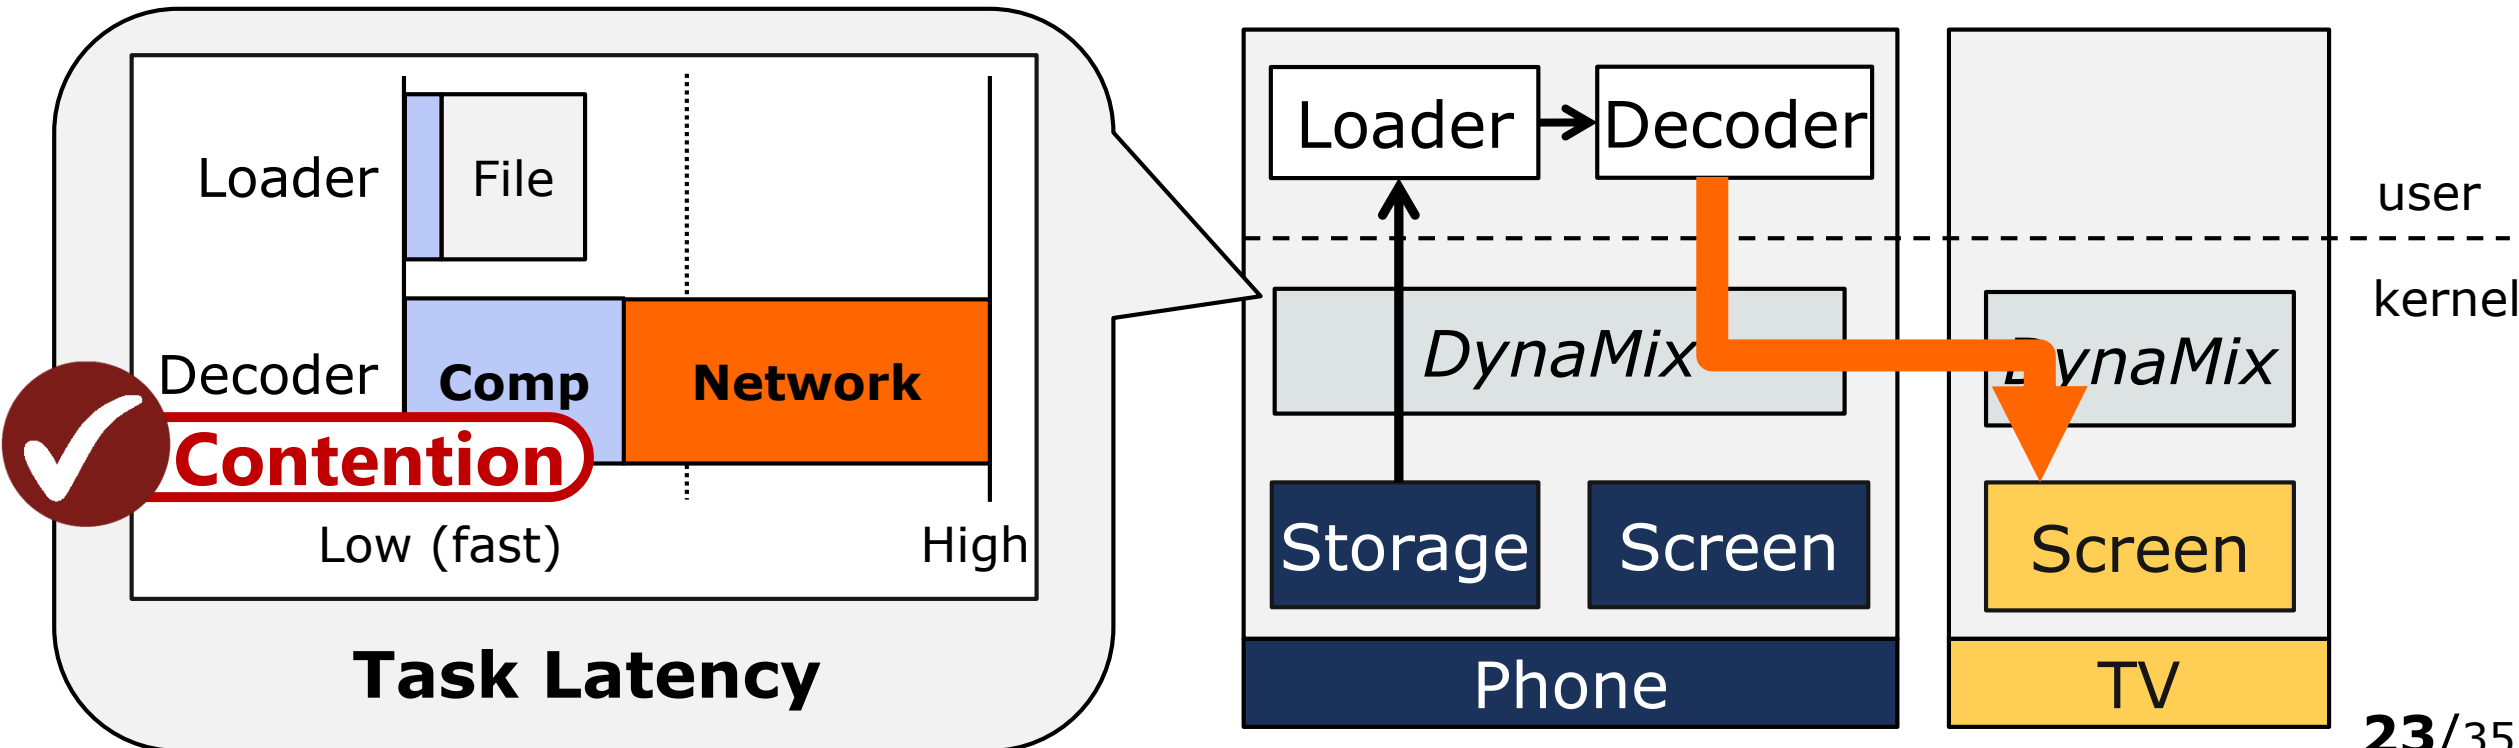 Loader
File
Decoder
Comp
Network
Contention
Low (fast)
High
Task Latency
Loader
Decoder
user
kernel
DynaMix
DynaMix
Storage
Screen
Screen
Phone
TV
23/35